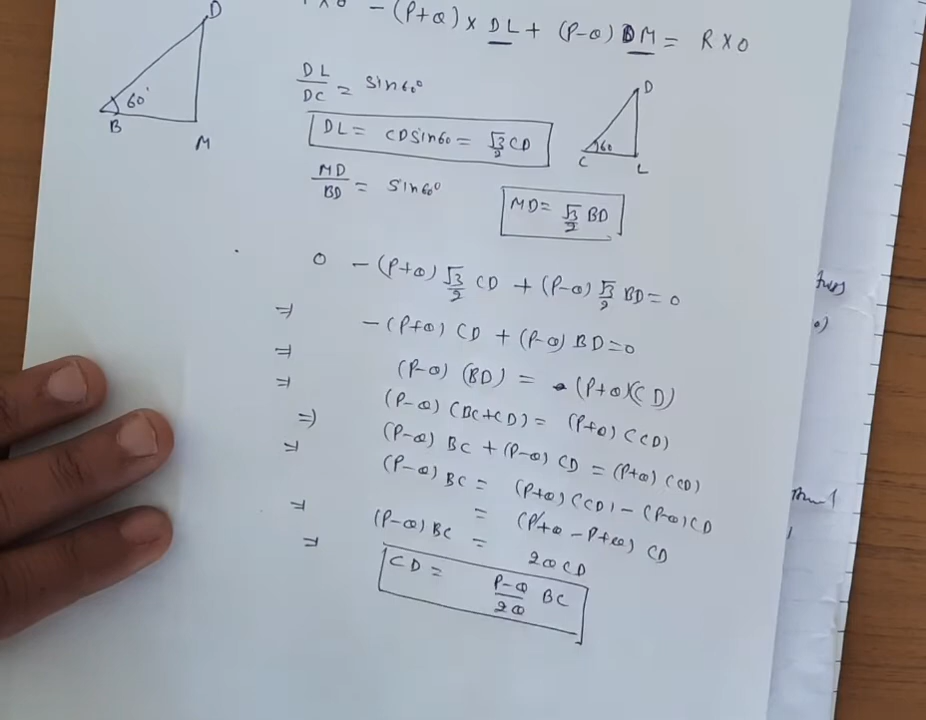 - (P+Q) × DL + (P-Q) DM = R × 0
D
60°
B
M
DL/DC = sin60°
DL = CD sin60 = √3/2 CD
D
60
C
L
MD/BD = sin60°
MD = √3/2 BD
0 - (P+Q) √3/2 CD + (P-Q) √3/2 BD = 0
⇒ - (P+Q) CD + (P-Q) BD = 0
⇒ (P-Q) (BD) = (P+Q)(CD)
⇒ (P-Q) (BC+CD) = (P+Q) (CD)
⇒ (P-Q) BC + (P-Q) CD = (P+Q) (CD)
⇒ (P-Q) BC = (P+Q) (CD) - (P-Q) CD
= (P+Q - P+Q) CD
⇒ (P-Q) BC = 2Q CD
⇒ CD = P-Q/2Q BC